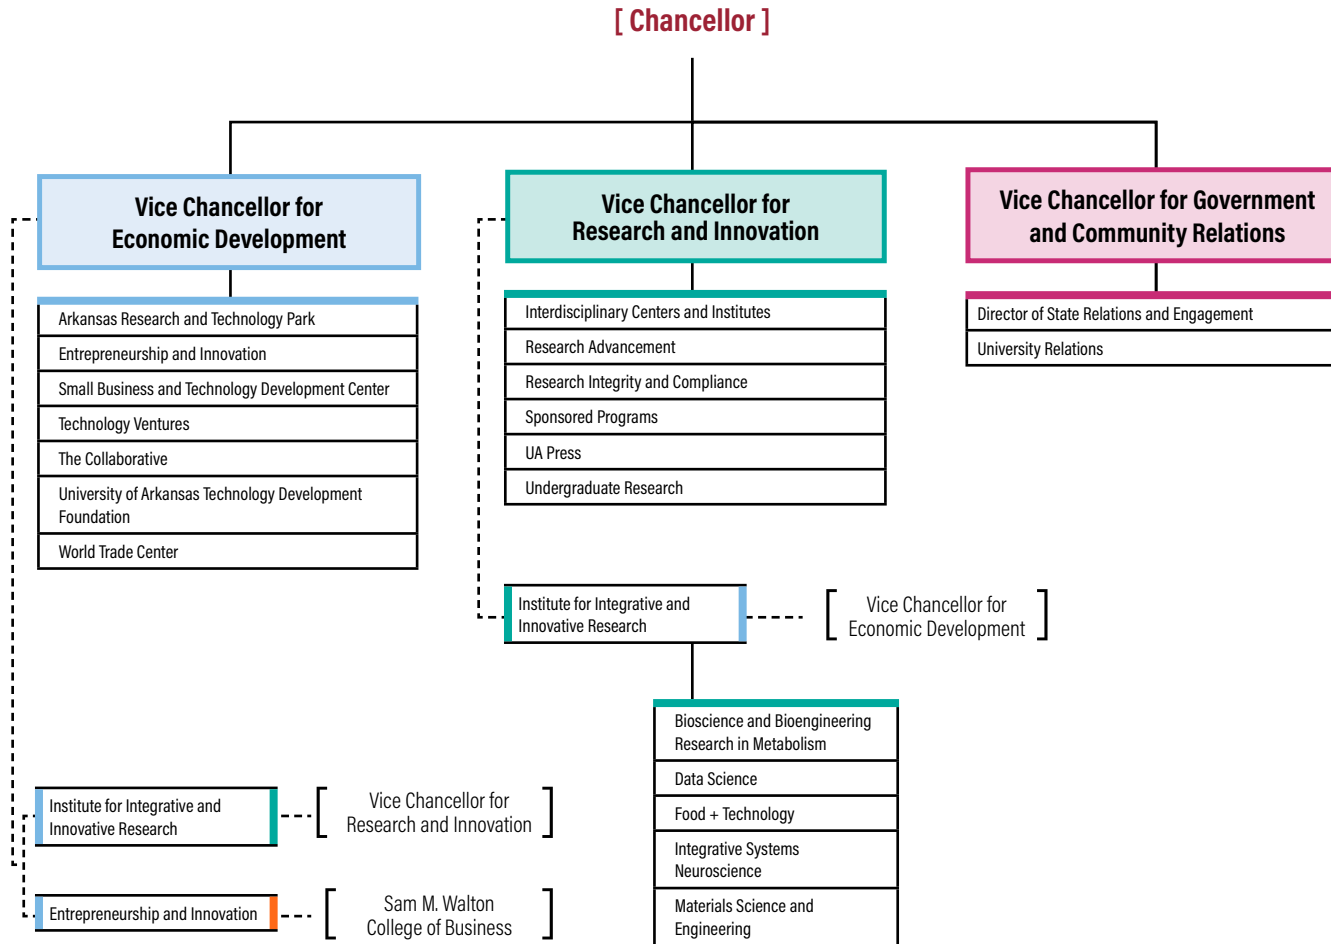 [ Chancellor ]
Vice Chancellor for
Economic Development
Arkansas Research and Technology Park
Entrepreneurship and Innovation
Small Business and Technology Development Center
Technology Ventures
The Collaborative
University of Arkansas Technology Development
Foundation
World Trade Center
Vice Chancellor for
Research and Innovation
Interdisciplinary Centers and Institutes
Research Advancement
Research Integrity and Compliance
Sponsored Programs
UA Press
Undergraduate Research
Vice Chancellor for Government
and Community Relations
Director of State Relations and Engagement
University Relations
Institute for Integrative and
Innovative Research
[ Vice Chancellor for
Economic Development ]
Bioscience and Bioengineering
Research in Metabolism
Data Science
Food + Technology
Integrative Systems
Neuroscience
Materials Science and
Engineering
Institute for Integrative and
Innovative Research
[ Vice Chancellor for
Research and Innovation ]
Entrepreneurship and Innovation
[ Sam M. Walton
College of Business ]